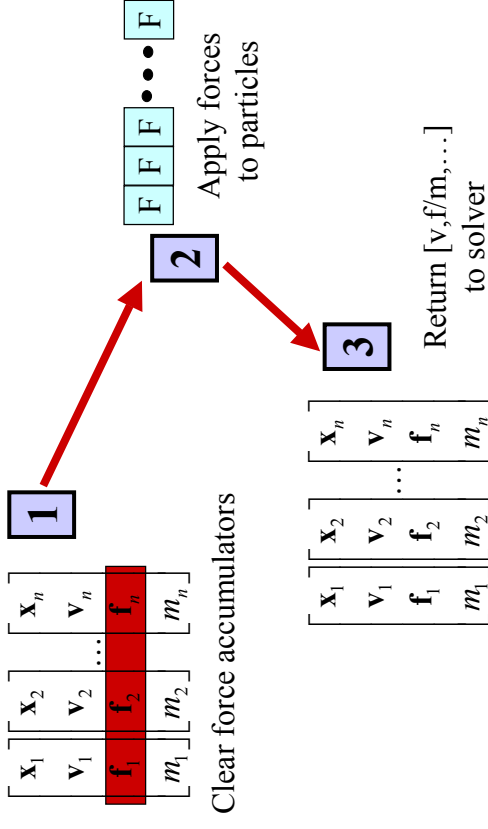 1
x₁ x₂ xₙ
v₁ v₂ ⋯ vₙ
f₁ f₂ fₙ
m₁ m₂ mₙ
Clear force accumulators
2
F F F ••• F
Apply forces
to particles
3
x₁ x₂ xₙ
v₁ v₂ ⋯ vₙ
f₁ f₂ fₙ
m₁ m₂ mₙ
Return [v,f/m,…]
to solver